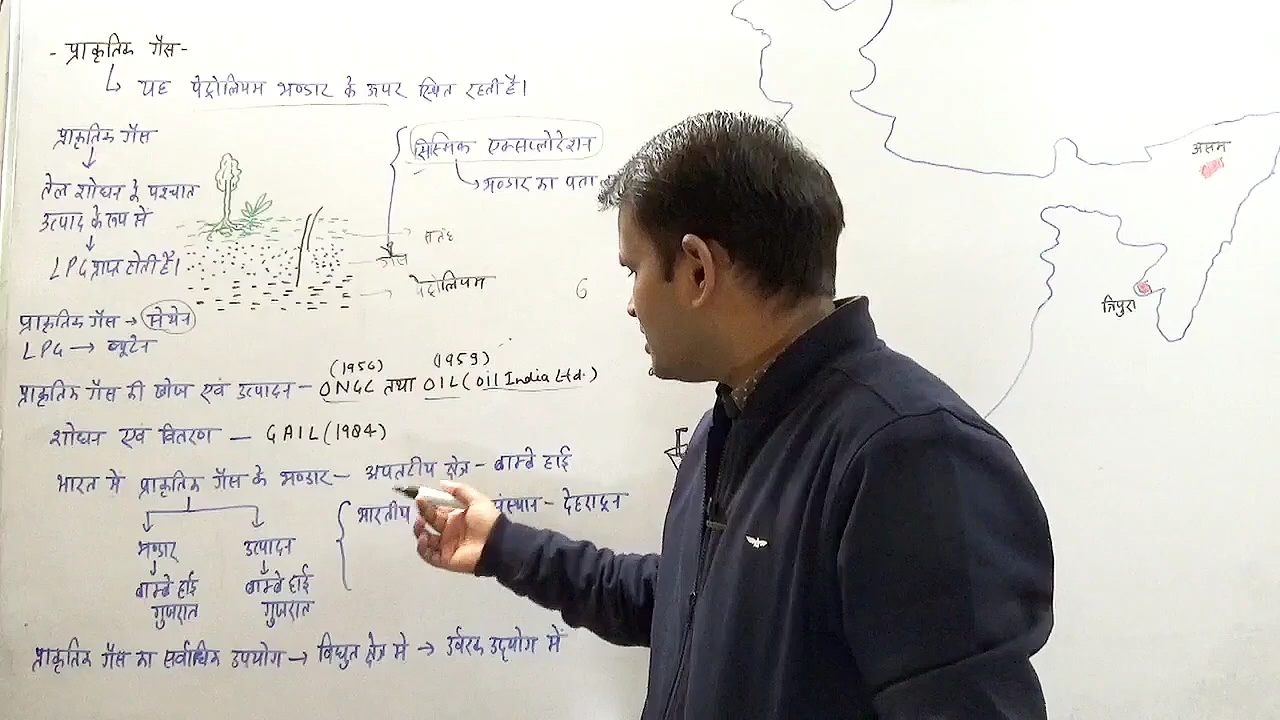 - प्राकृतिक गैस -
↳ यह पेट्रोलियम भण्डार के ऊपर स्थित रहती है।
प्राकृतिक गैस
↓
तेल शोधन के पश्चात
उत्पाद के रूप में
↓
LPG प्राप्त होती है।
सिस्मिक एक्सप्लोरेशन
भण्डार का पता
सतह
गैस
पेट्रोलियम
प्राकृतिक गैस → मेथेन
LPG → ब्यूटेन
(1956) (1959)
प्राकृतिक गैस की खोज एवं उत्पादन - ONGC तथा OIL (Oil India Ltd.)
शोधन एवं वितरण - GAIL (1984)
भारत में प्राकृतिक गैस के भण्डार - अपतटीय क्षेत्र - बाम्बे हाई
भारतीय संस्थान - देहरादून
भण्डार उत्पादन
बाम्बे हाई बाम्बे हाई
गुजरात गुजरात
प्राकृतिक गैस का सर्वाधिक उपयोग → विद्युत क्षेत्र में → उर्वरक उद्योग में
असम
त्रिपुरा